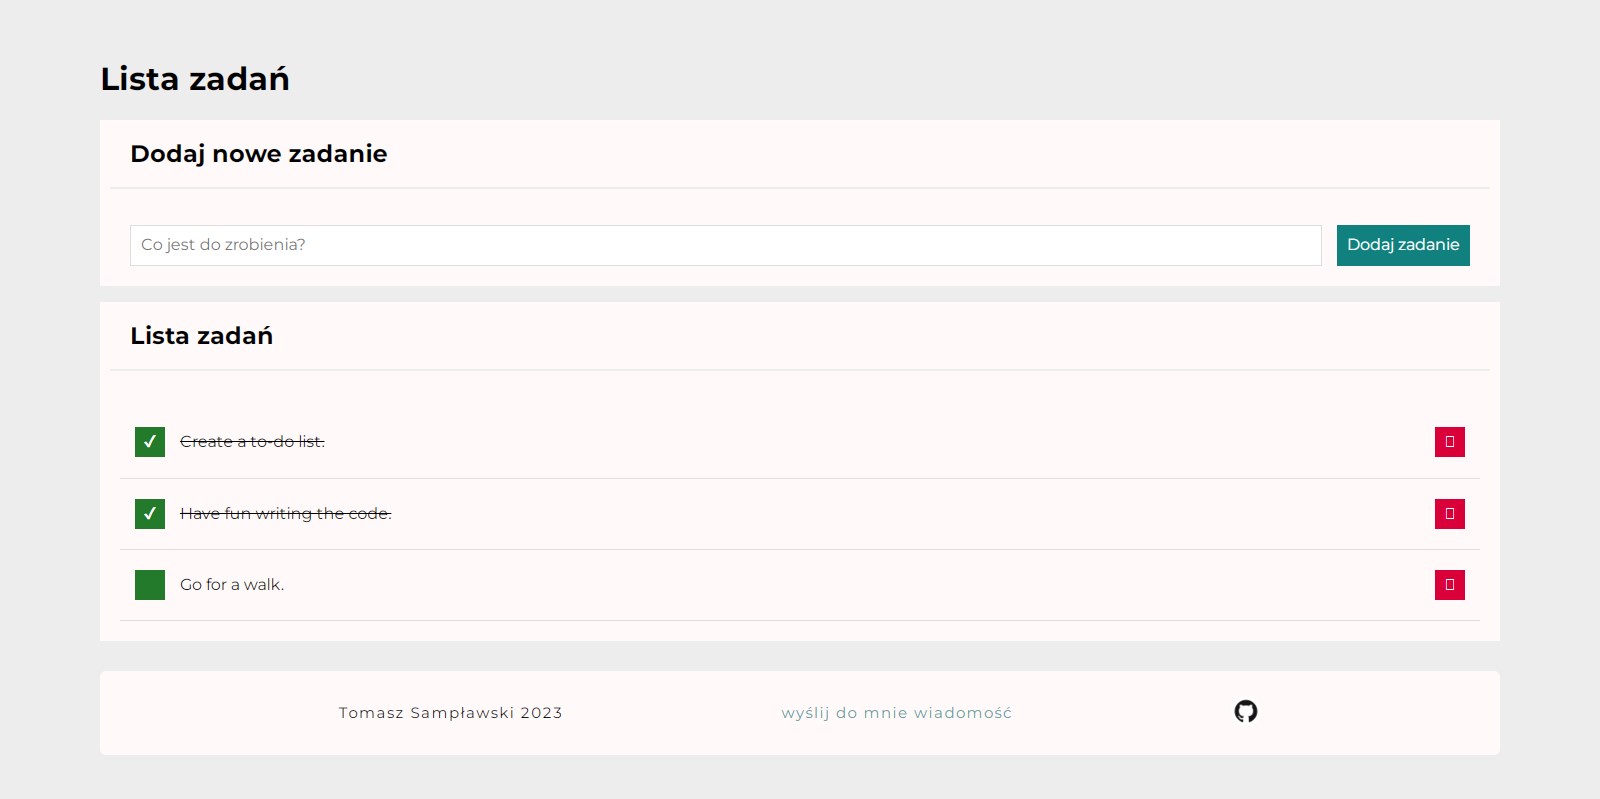 Lista zadań
Dodaj nowe zadanie
Co jest do zrobienia?
Dodaj zadanie
Lista zadań
Create a to-do list.
Have fun writing the code.
Go for a walk.
Tomasz Sampławski 2023
wyślij do mnie wiadomość